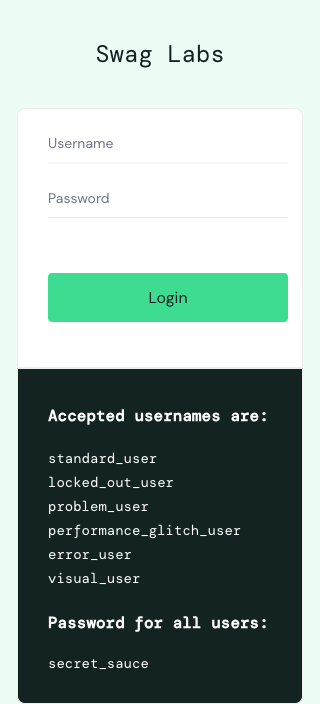 Swag Labs
Username
Password
Login
Accepted usernames are:
standard_user
locked_out_user
problem_user
performance_glitch_user
error_user
visual_user
Password for all users:
secret_sauce